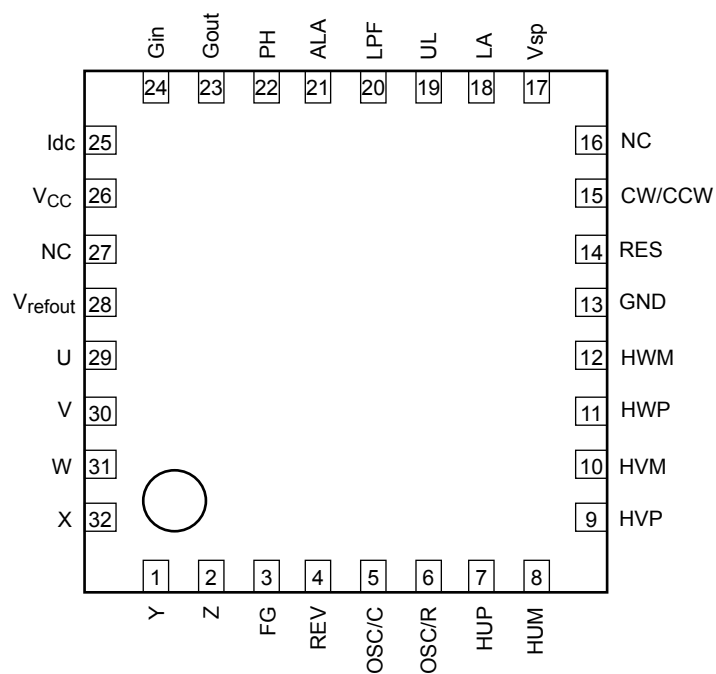 Gin Gout PH ALA LPF UL LA Vsp
24 23 22 21 20 19 18 17
Idc 25 16 NC
VCC 26 15 CW/CCW
NC 27 14 RES
Vrefout 28 13 GND
U 29 12 HWM
V 30 11 HWP
W 31 10 HVM
X 32 9 HVP
1 2 3 4 5 6 7 8
Y Z FG REV OSC/C OSC/R HUP HUM